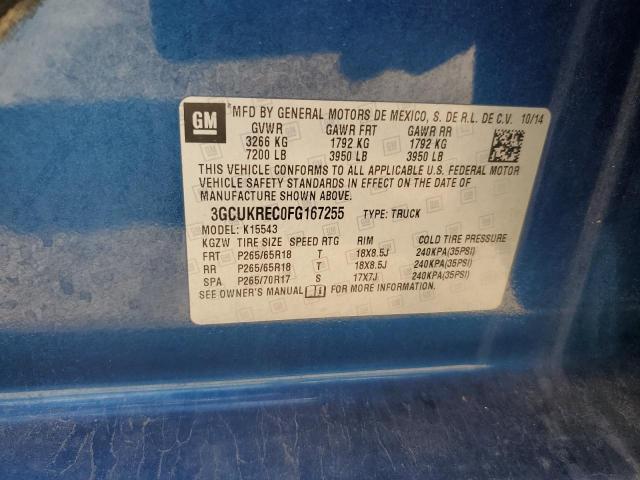 GM
MFD BY GENERAL MOTORS DE MEXICO, S. DE R.L. DE C.V. 10/14
GVWR GAWR FRT GAWR RR
3266 KG 1792 KG 1792 KG
7200 LB 3950 LB 3950 LB
THIS VEHICLE CONFORMS TO ALL APPLICABLE U.S. FEDERAL MOTOR
VEHICLE SAFETY STANDARDS IN EFFECT ON THE DATE OF
MANUFACTURE SHOWN ABOVE.
3GCUKREC0FG167255 TYPE: TRUCK
MODEL: K15543
KGZW TIRE SIZE SPEED RTG RIM COLD TIRE PRESSURE
FRT P265/65R18 T 18X8.5J 240KPA(35PSI)
RR P265/65R18 T 18X8.5J 240KPA(35PSI)
SPA P265/70R17 S 17X7J 240KPA(35PSI)
SEE OWNER'S MANUAL FOR MORE INFORMATION.